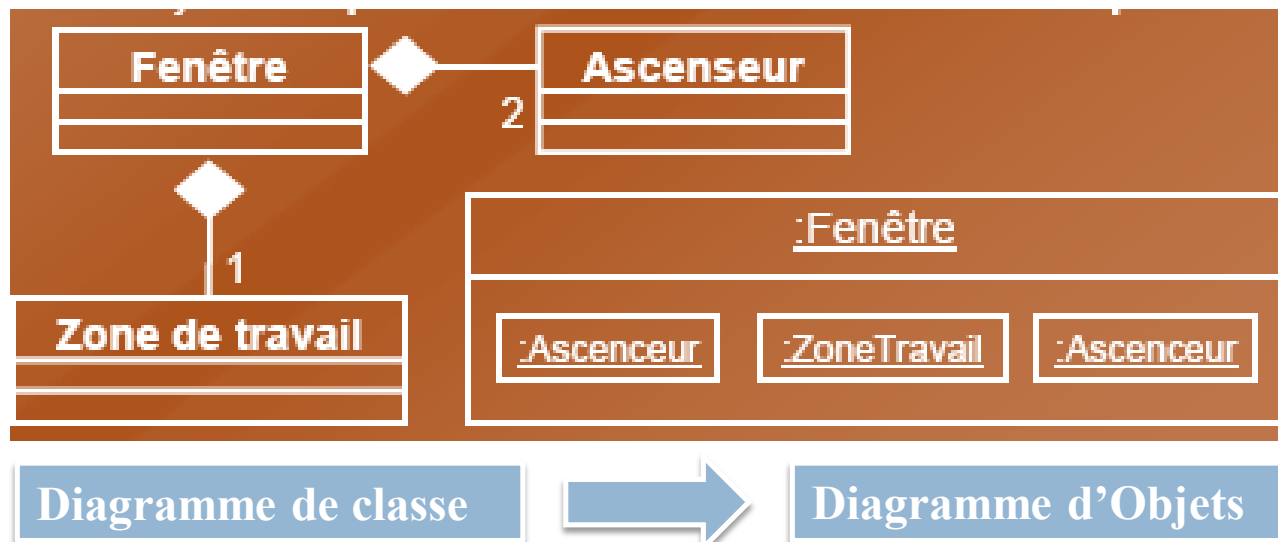 Fenêtre
Ascenseur
2
1
Zone de travail
:Fenêtre
:Ascenceur
:ZoneTravail
:Ascenceur
Diagramme de classe
Diagramme d’Objets